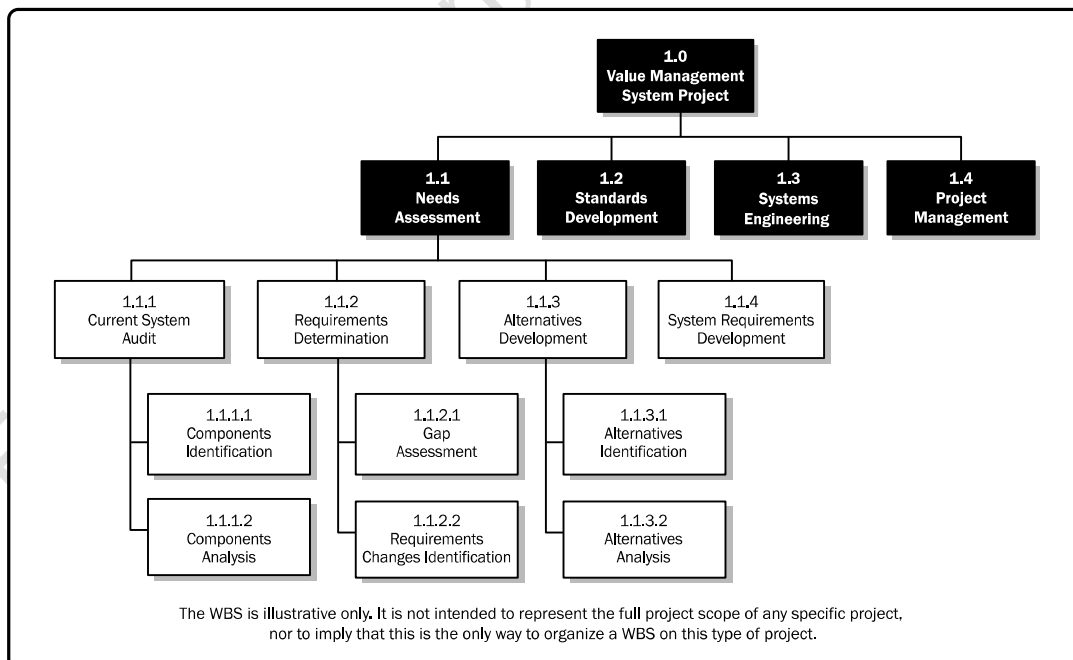 1.0
Value Management
System Project
1.1
Needs
Assessment
1.2
Standards
Development
1.3
Systems
Engineering
1.4
Project
Management
1.1.1
Current System
Audit
1.1.2
Requirements
Determination
1.1.3
Alternatives
Development
1.1.4
System Requirements
Development
1.1.1.1
Components
Identification
1.1.2.1
Gap
Assessment
1.1.3.1
Alternatives
Identification
1.1.1.2
Components
Analysis
1.1.2.2
Requirements
Changes Identification
1.1.3.2
Alternatives
Analysis
The WBS is illustrative only. It is not intended to represent the full project scope of any specific project,
nor to imply that this is the only way to organize a WBS on this type of project.